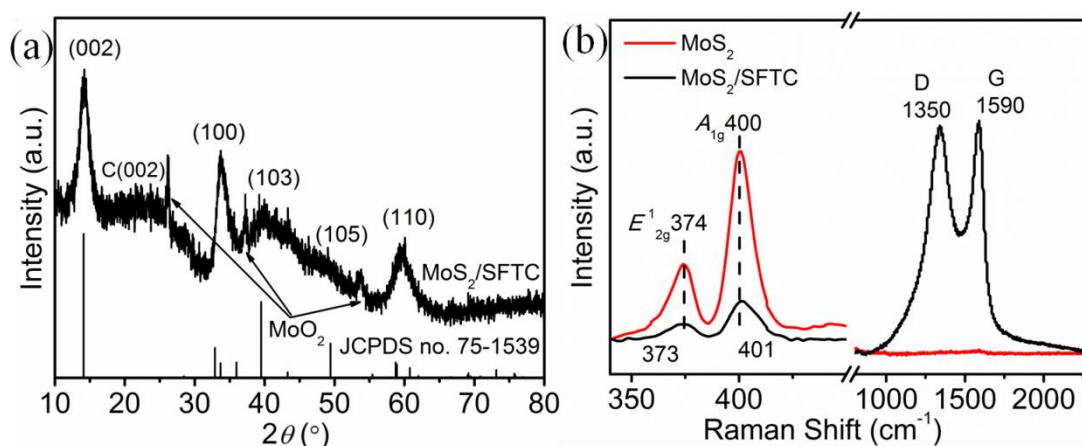 (a)
(002)
C(002)
(100)
(103)
(105)
(110)
MoS₂/SFTC
MoO₂
JCPDS no. 75-1539
Intensity (a.u.)
10 20 30 40 50 60 70 80
2θ (°)
(b)
MoS₂
MoS₂/SFTC
A₁g 400
E¹₂g 374
373
401
D
1350
G
1590
Intensity (a.u.)
350 400 1000 1500 2000
Raman Shift (cm⁻¹)